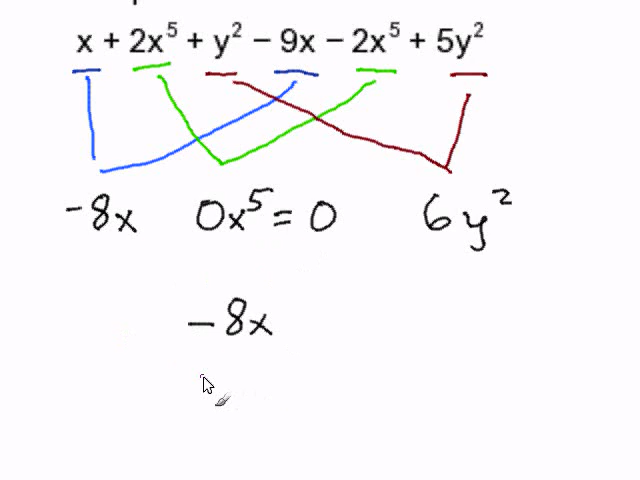 x + 2x⁵ + y² − 9x − 2x⁵ + 5y²
-8x 0x⁵ = 0 6y²
-8x